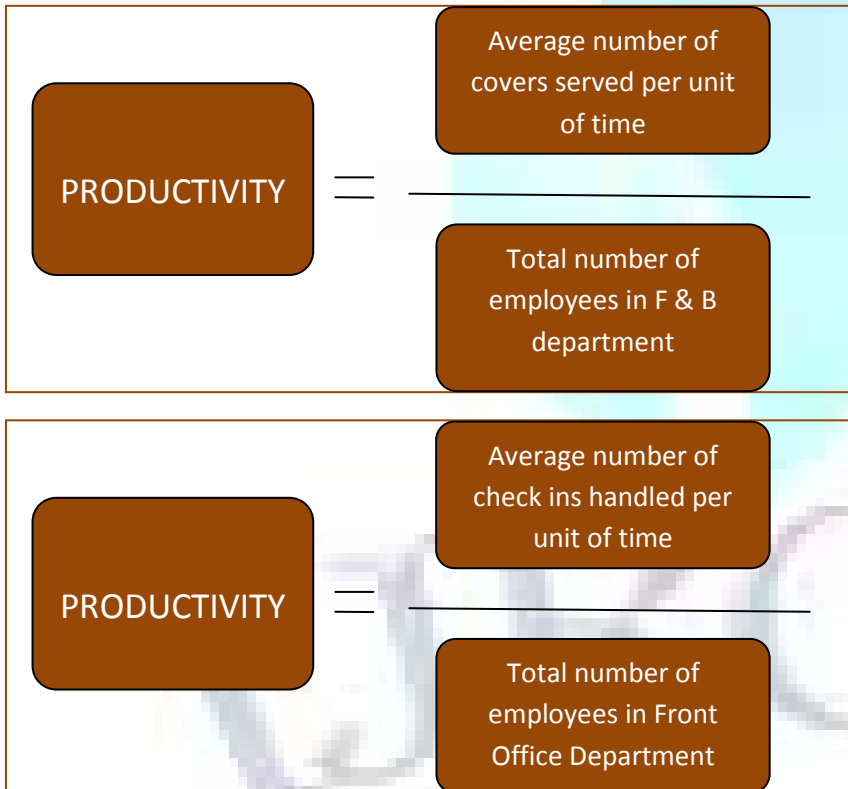 Average number of
covers served per unit
of time
PRODUCTIVITY
=
Total number of
employees in F & B
department
Average number of
check ins handled per
unit of time
PRODUCTIVITY
=
Total number of
employees in Front
Office Department